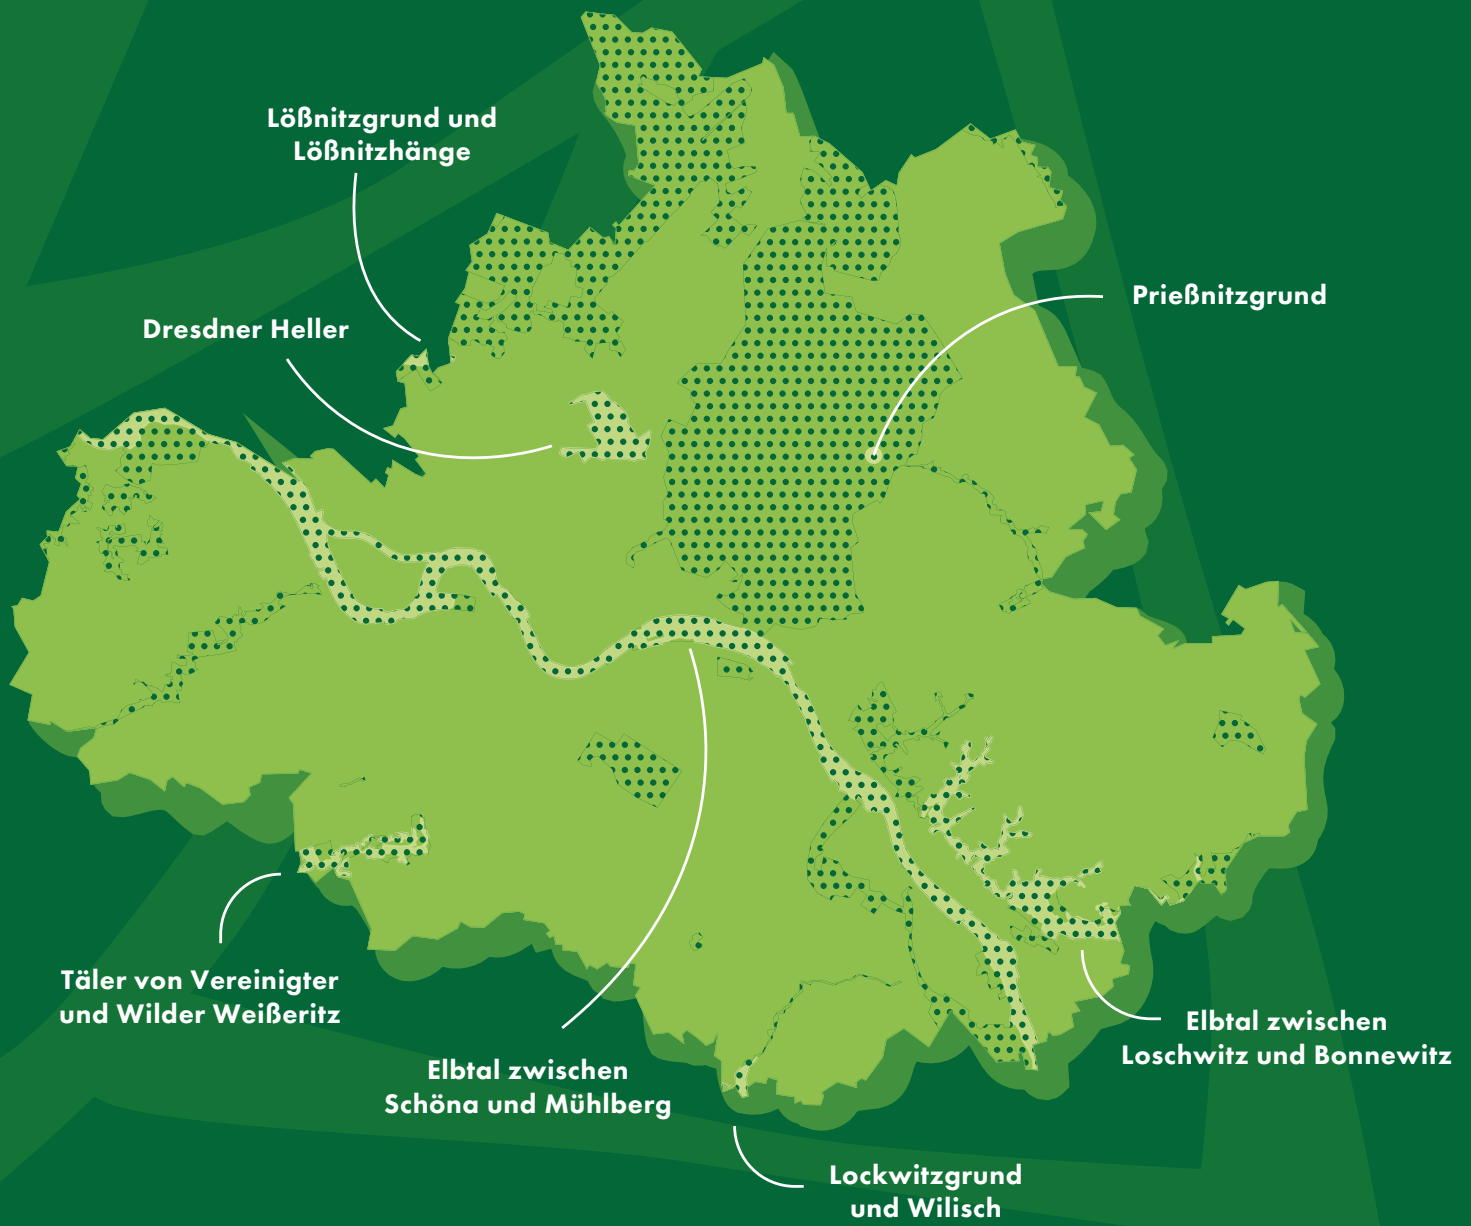 Lößnitzgrund und
Lößnitzhänge
Prießnitzgrund
Dresdner Heller
Täler von Vereinigter
und Wilder Weißeritz
Elbtal zwischen
Loschwitz und Bonnewitz
Elbtal zwischen
Schöna und Mühlberg
Lockwitzgrund
und Wilisch